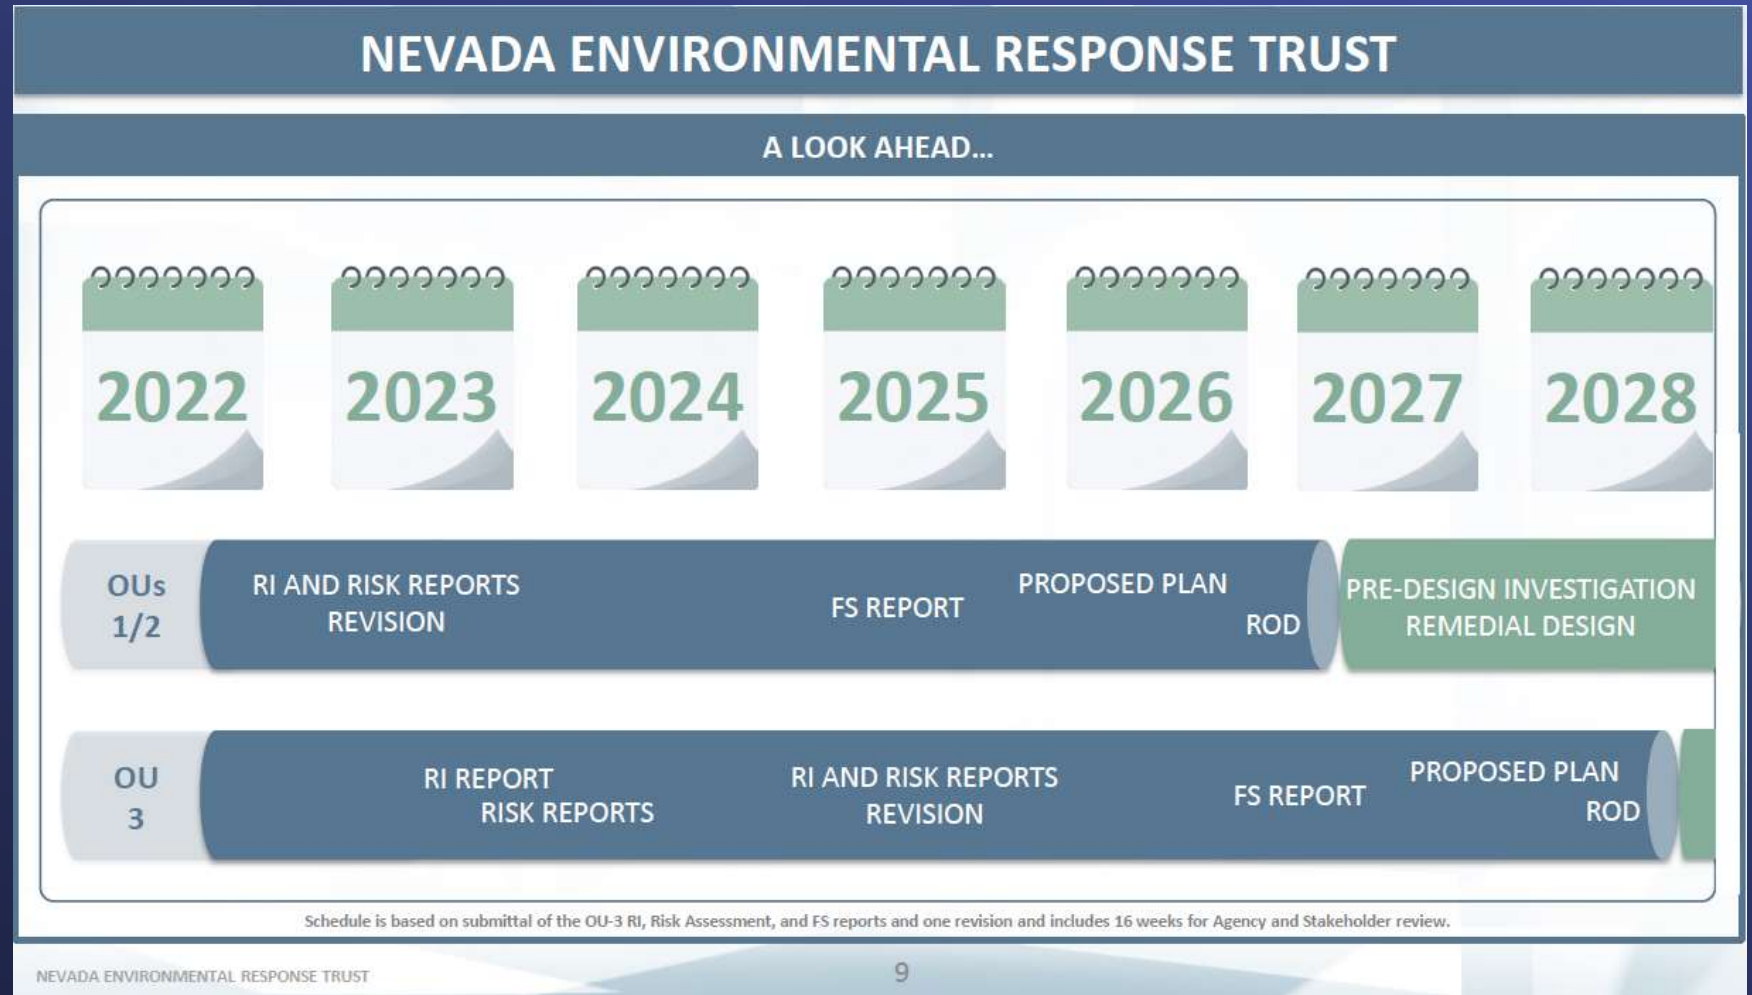 NEVADA ENVIRONMENTAL RESPONSE TRUST
A LOOK AHEAD...
2022
2023
2024
2025
2026
2027
2028
OUs
1/2
RI AND RISK REPORTS
REVISION
FS REPORT
PROPOSED PLAN
ROD
PRE-DESIGN INVESTIGATION
REMEDIAL DESIGN
OU
3
RI REPORT
RISK REPORTS
RI AND RISK REPORTS
REVISION
FS REPORT
PROPOSED PLAN
ROD
Schedule is based on submittal of the OU-3 RI, Risk Assessment, and FS reports and one revision and includes 16 weeks for Agency and Stakeholder review.
NEVADA ENVIRONMENTAL RESPONSE TRUST
9